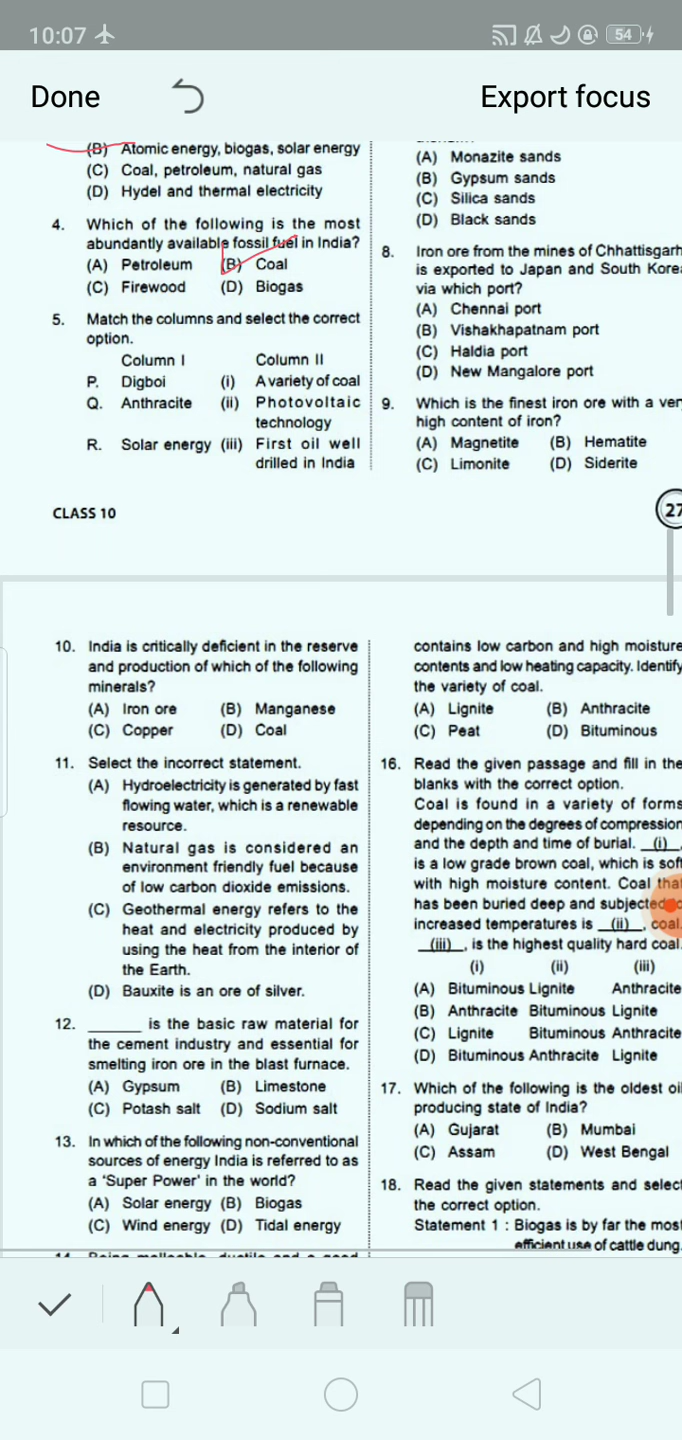 10:07
54
Done
Export focus
(B) Atomic energy, biogas, solar energy
(C) Coal, petroleum, natural gas
(D) Hydel and thermal electricity
4. Which of the following is the most
abundantly available fossil fuel in India?
(A) Petroleum (B) Coal
(C) Firewood (D) Biogas
5. Match the columns and select the correct
option.
Column I Column II
P. Digboi (i) A variety of coal
Q. Anthracite (ii) Photovoltaic
technology
R. Solar energy (iii) First oil well
drilled in India
CLASS 10
(A) Monazite sands
(B) Gypsum sands
(C) Silica sands
(D) Black sands
8. Iron ore from the mines of Chhattisgarh
is exported to Japan and South Kore
via which port?
(A) Chennai port
(B) Vishakhapatnam port
(C) Haldia port
(D) New Mangalore port
9. Which is the finest iron ore with a ver
high content of iron?
(A) Magnetite (B) Hematite
(C) Limonite (D) Siderite
27
10. India is critically deficient in the reserve
and production of which of the following
minerals?
(A) Iron ore (B) Manganese
(C) Copper (D) Coal
11. Select the incorrect statement.
(A) Hydroelectricity is generated by fast
flowing water, which is a renewable
resource.
(B) Natural gas is considered an
environment friendly fuel because
of low carbon dioxide emissions.
(C) Geothermal energy refers to the
heat and electricity produced by
using the heat from the interior of
the Earth.
(D) Bauxite is an ore of silver.
12. ______ is the basic raw material for
the cement industry and essential for
smelting iron ore in the blast furnace.
(A) Gypsum (B) Limestone
(C) Potash salt (D) Sodium salt
13. In which of the following non-conventional
sources of energy India is referred to as
a 'Super Power' in the world?
(A) Solar energy (B) Biogas
(C) Wind energy (D) Tidal energy
contains low carbon and high moisture
contents and low heating capacity. Identify
the variety of coal.
(A) Lignite (B) Anthracite
(C) Peat (D) Bituminous
16. Read the given passage and fill in the
blanks with the correct option.
Coal is found in a variety of forms
depending on the degrees of compression
and the depth and time of burial. __(i)__,
is a low grade brown coal, which is soft
with high moisture content. Coal that
has been buried deep and subjected
increased temperatures is __(ii)__, coal.
__(iii)__, is the highest quality hard coal.
(i) (ii) (iii)
(A) Bituminous Lignite Anthracite
(B) Anthracite Bituminous Lignite
(C) Lignite Bituminous Anthracite
(D) Bituminous Anthracite Lignite
17. Which of the following is the oldest oil
producing state of India?
(A) Gujarat (B) Mumbai
(C) Assam (D) West Bengal
18. Read the given statements and select
the correct option.
Statement 1 : Biogas is by far the most
efficient use of cattle dung.